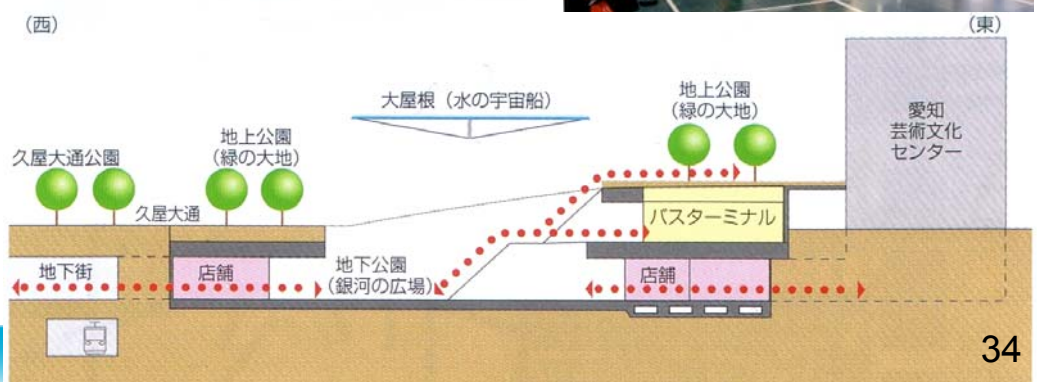 （西）
（東）
大屋根（水の宇宙船）
地上公園
（緑の大地）
愛知
芸術文化
センター
久屋大通公園
地上公園
（緑の大地）
久屋大通
バスターミナル
地下街
店舗
地下公園
（銀河の広場）
店舗
34